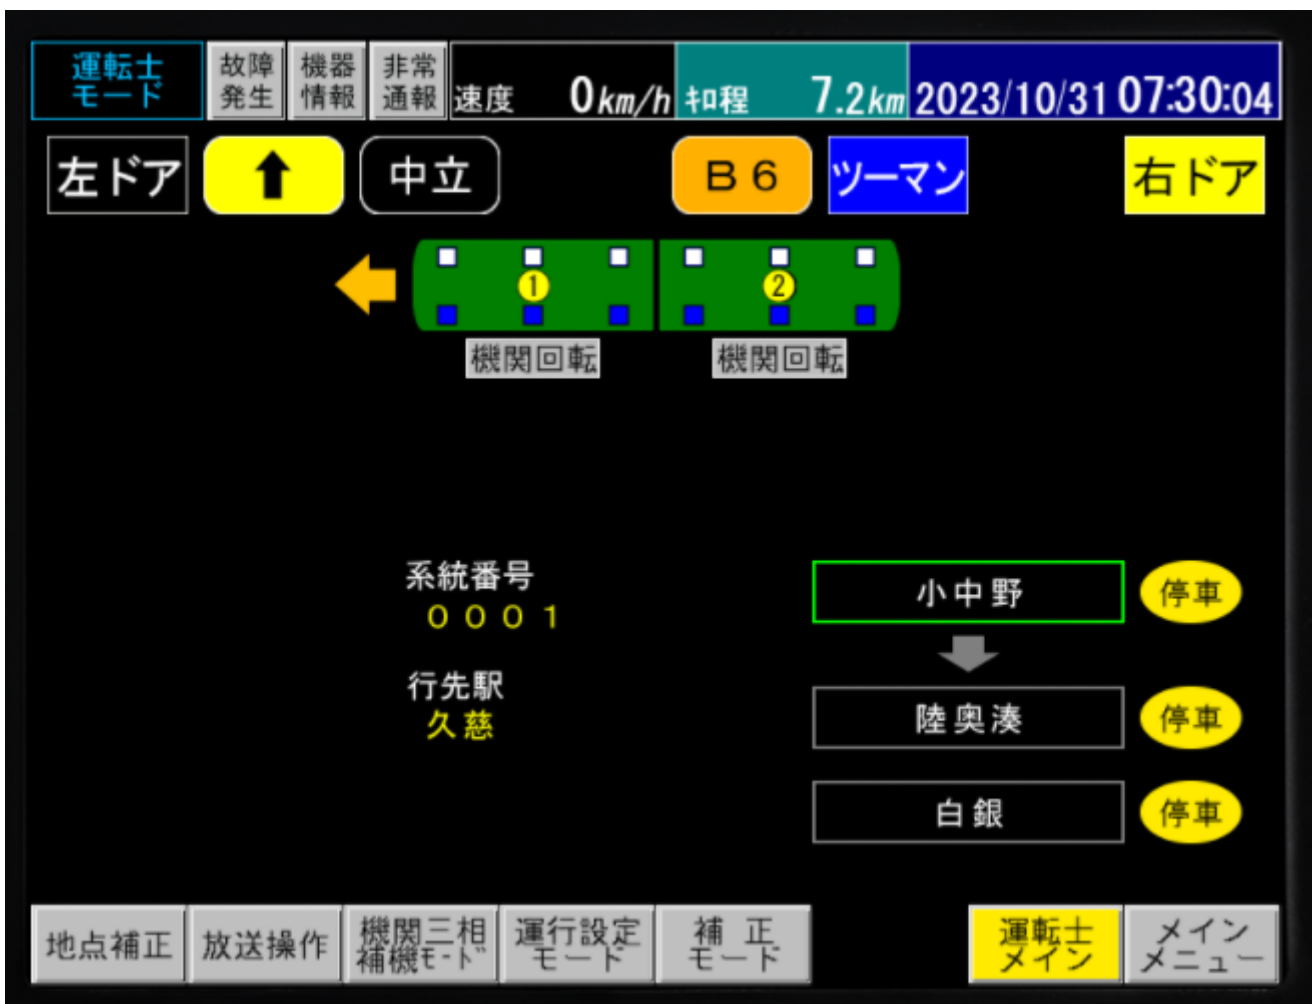 運転士
モード
故障
発生
機器
情報
非常
通報
速度 0km/h
キロ程 7.2km
2023/10/31 07:30:04
左ドア
↑
中立
B6
ツーマン
右ドア
1
2
機関回転
機関回転
系統番号
0001
行先駅
久慈
小中野 停車
陸奥湊 停車
白銀 停車
地点補正
放送操作
機関三相
補機モード
運行設定
モード
補正
モード
運転士
メイン
メイン
メニュー